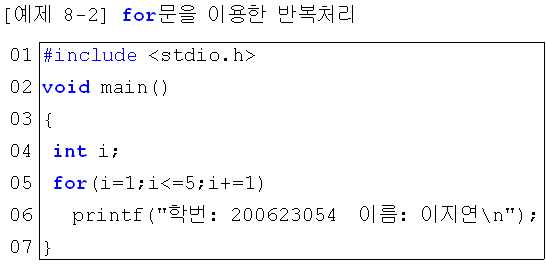 [예제 8-2] for문을 이용한 반복처리
01 #include <stdio.h>
02 void main()
03 {
04 int i;
05 for(i=1;i<=5;i+=1)
06 printf("학번: 200623054 이름: 이지연\n");
07 }